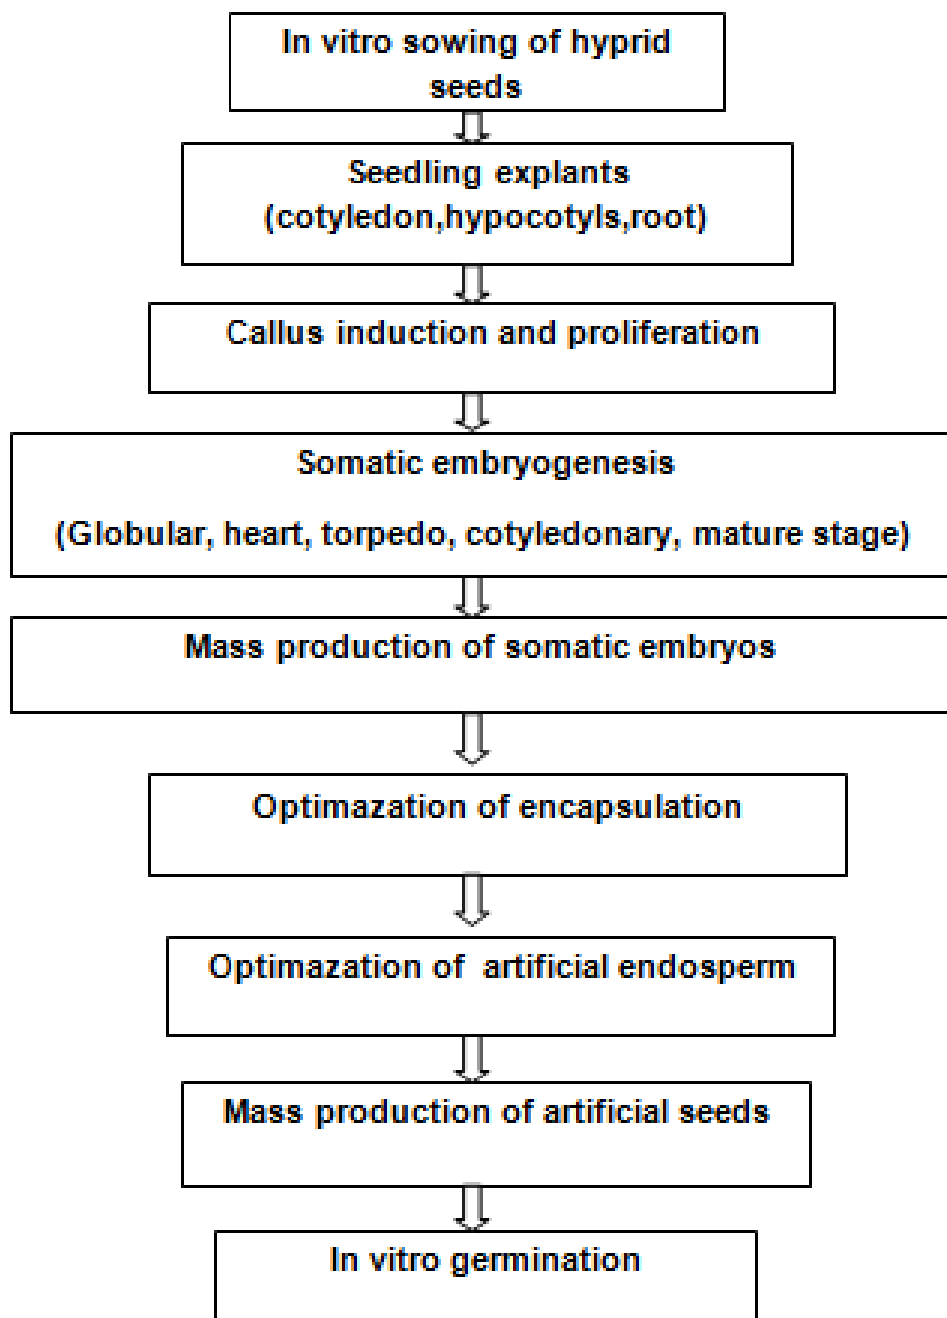 In vitro sowing of hyprid
seeds
Seedling explants
(cotyledon,hypocotyls,root)
Callus induction and proliferation
Somatic embryogenesis
(Globular, heart, torpedo, cotyledonary, mature stage)
Mass production of somatic embryos
Optimazation of encapsulation
Optimazation of artificial endosperm
Mass production of artificial seeds
In vitro germination